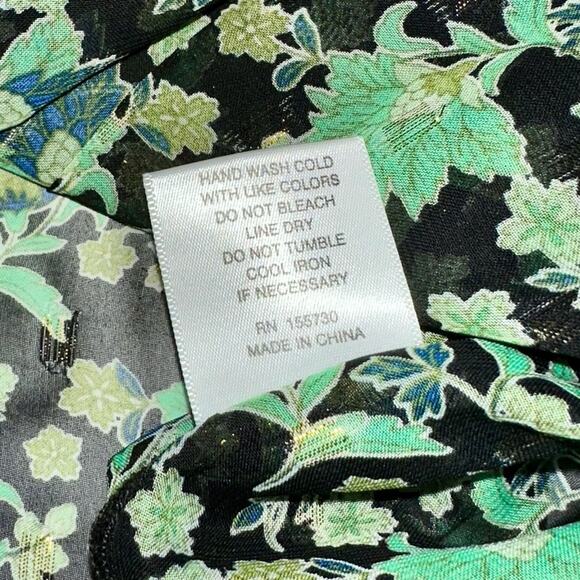 HAND WASH COLD
WITH LIKE COLORS
DO NOT BLEACH
LINE DRY
DO NOT TUMBLE
COOL IRON
IF NECESSARY
RN 155730
MADE IN CHINA